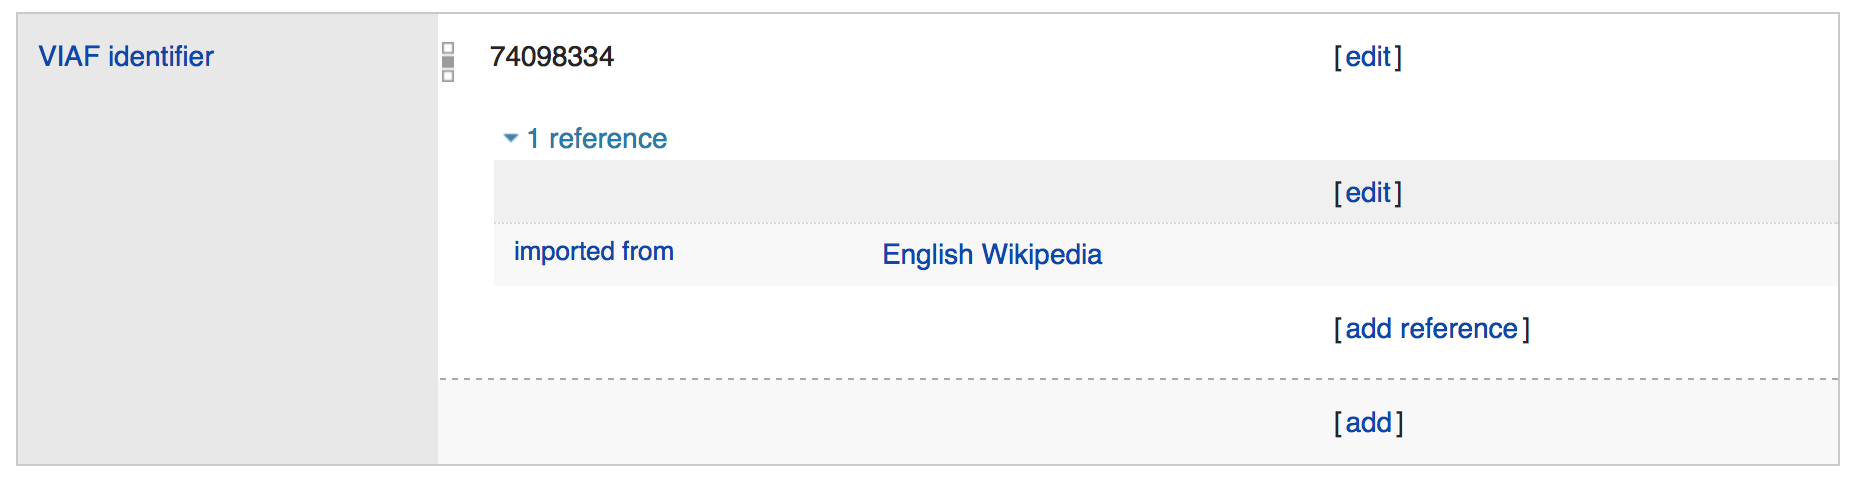 VIAF identifier 74098334 [edit]
1 reference
[edit]
imported from English Wikipedia
[add reference]
[add]